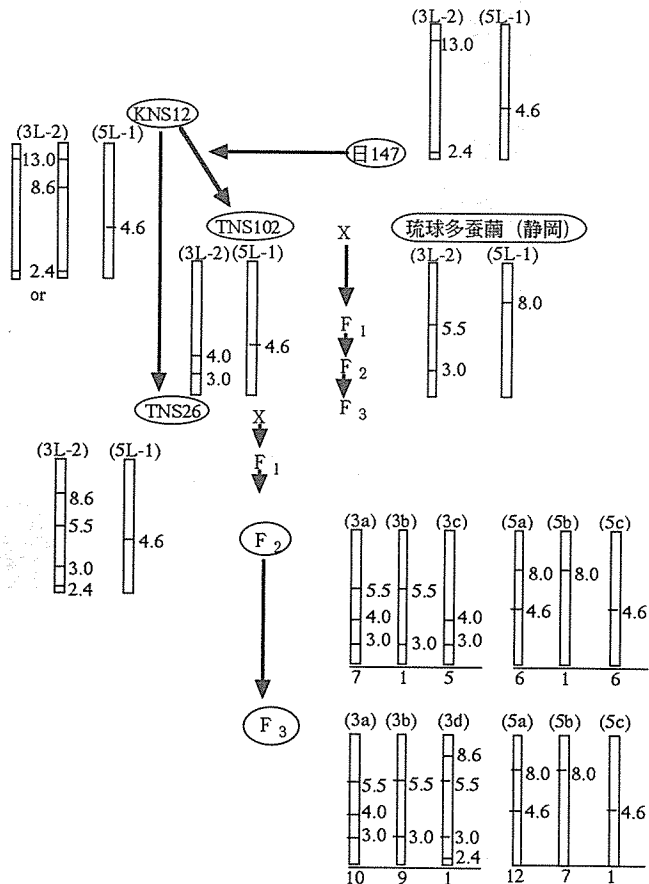 (3L-2) (5L-1)
13.0
4.6
2.4
KNS12
日147
(3L-2) (5L-1)
13.0
8.6
4.6
2.4
or
TNS102
X
琉球多蚕繭 (静岡)
(3L-2) (5L-1)
4.6
4.0
3.0
(3L-2) (5L-1)
8.0
5.5
3.0
F1
F2
F3
TNS26
X
F1
(3L-2) (5L-1)
8.6
5.5
4.6
3.0
2.4
F2
(3a) (3b) (3c) (5a) (5b) (5c)
8.0 8.0
5.5 5.5
4.6 4.6
4.0 4.0
3.0 3.0 3.0
7 1 5 6 1 6
F3
(3a) (3b) (3d) (5a) (5b) (5c)
8.6
8.0 8.0
5.5 5.5 5.5
4.6 4.6
4.0
3.0 3.0 3.0
2.4
10 9 1 12 7 1